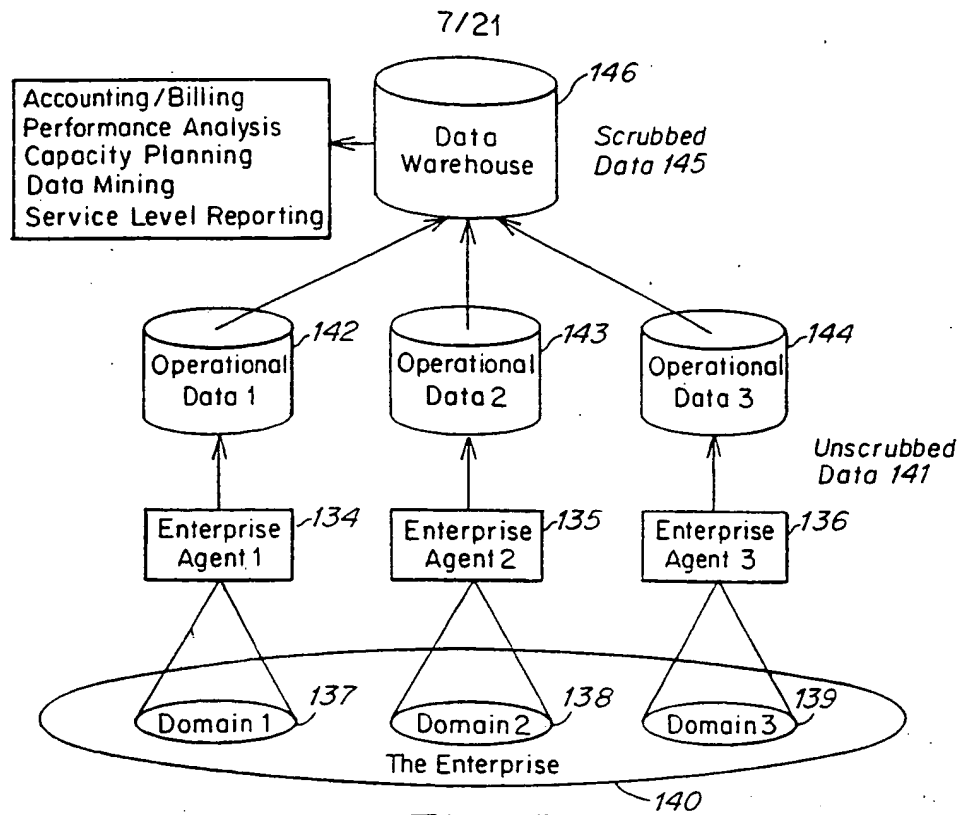 7/21
146
Accounting/Billing
Performance Analysis
Capacity Planning
Data Mining
Service Level Reporting
Data
Warehouse
Scrubbed
Data 145
142
Operational
Data 1
143
Operational
Data 2
144
Operational
Data 3
Unscrubbed
Data 141
134
Enterprise
Agent 1
135
Enterprise
Agent 2
136
Enterprise
Agent 3
137
Domain 1
138
Domain 2
139
Domain 3
The Enterprise
140